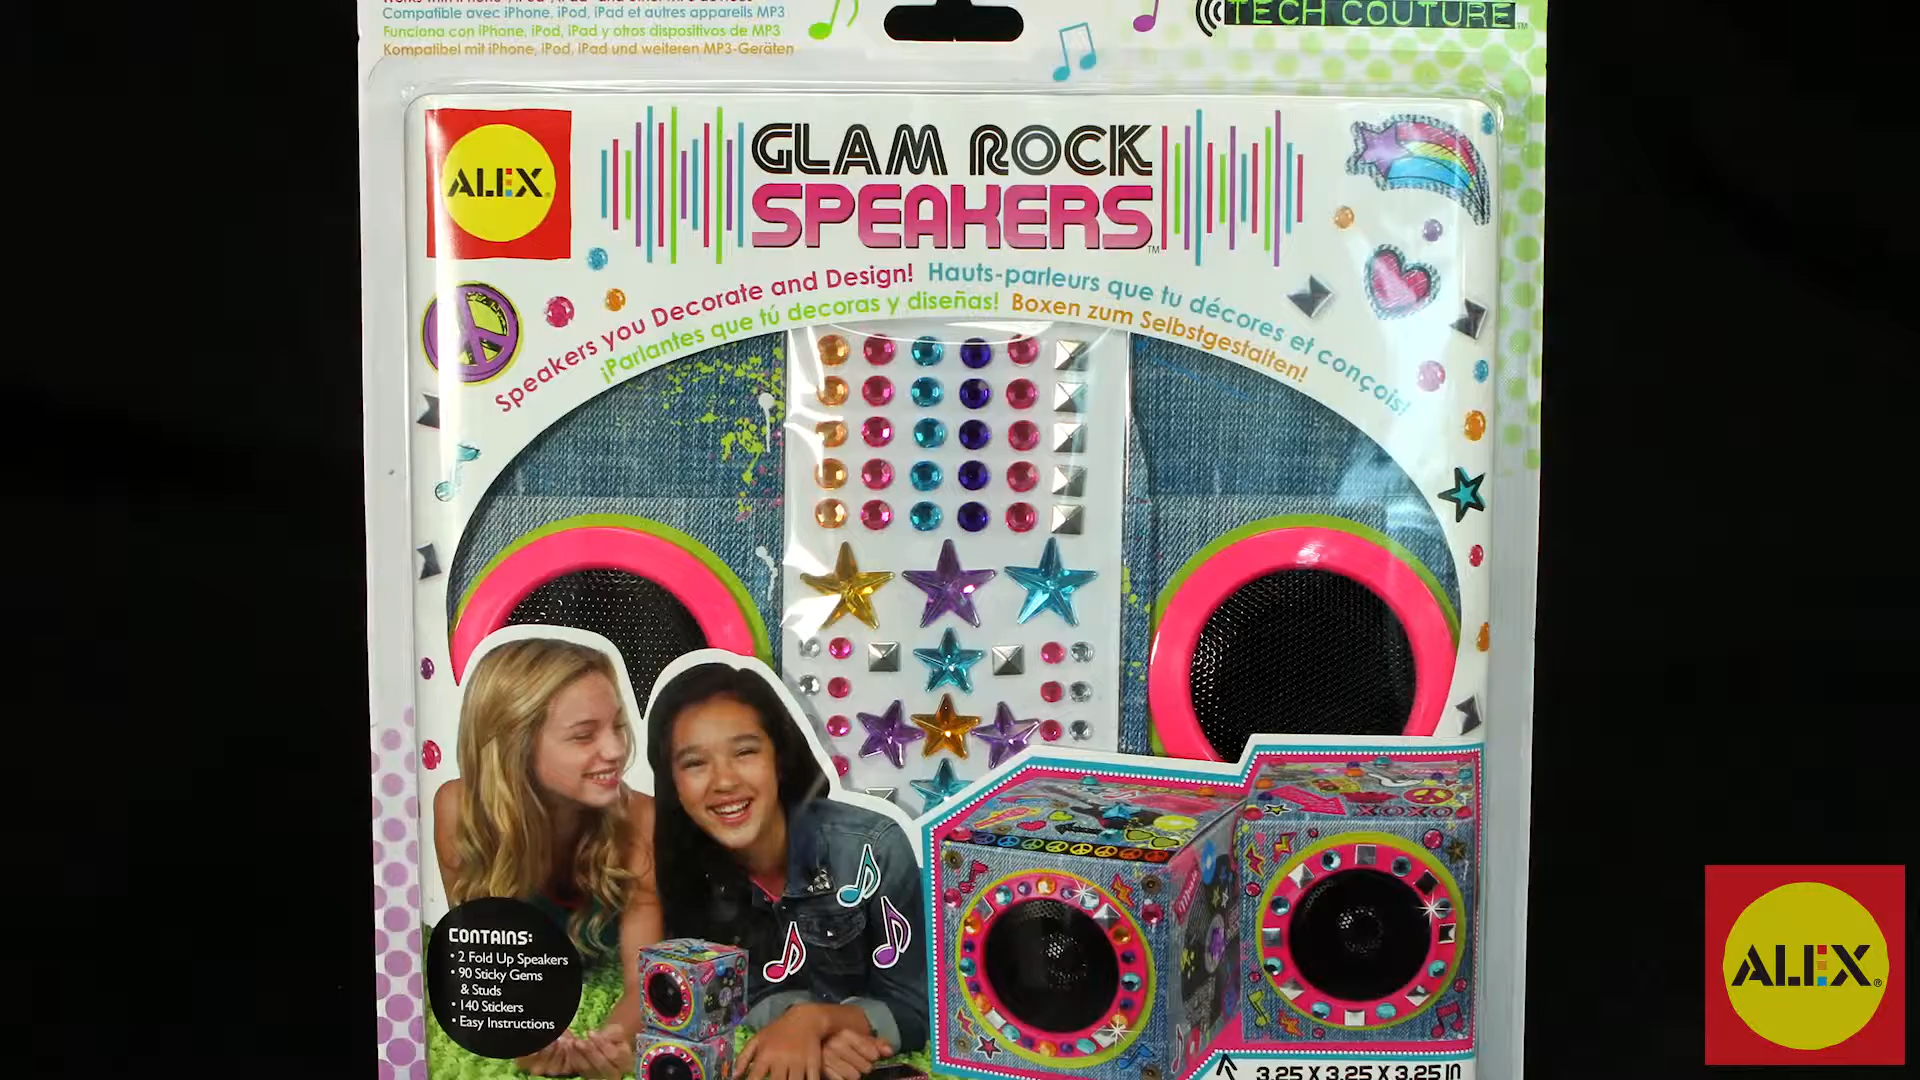 Compatible avec iPhone, iPod, iPad et autres appareils MP3
Funciona con iPhone, iPod, iPad y otros dispositivos de MP3
Kompatibel mit iPhone, iPod, iPad und weiteren MP3-Geräten
TECH COUTURE™
ALEX®
GLAM ROCK
SPEAKERS™
Speakers you Decorate and Design! Hauts-parleurs que tu décores et conçois!
¡Parlantes que tú decoras y diseñas! Boxen zum Selbstgestalten!
XOXO
CONTAINS:
• 2 Fold Up Speakers
• 90 Sticky Gems
& Studs
• 140 Stickers
• Easy Instructions
3.25 X 3.25 X 3.25 IN
ALEX®